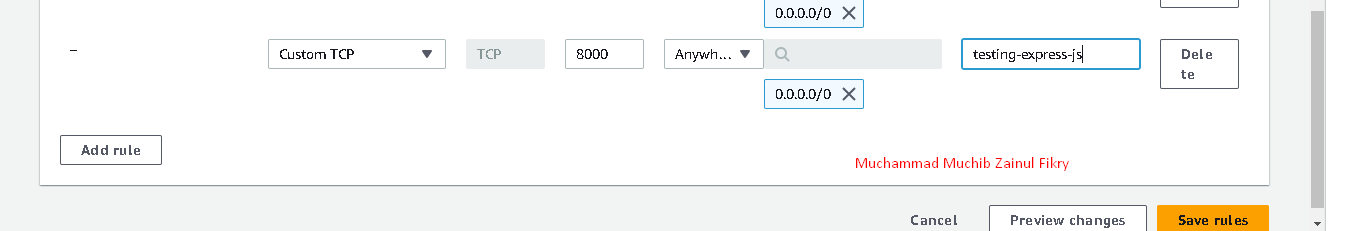 0.0.0.0/0
–
Custom TCP
TCP
8000
Anywh...
testing-express-js
Dele
te
0.0.0.0/0
Add rule
Muchammad Muchib Zainul Fikry
Cancel
Preview changes
Save rules